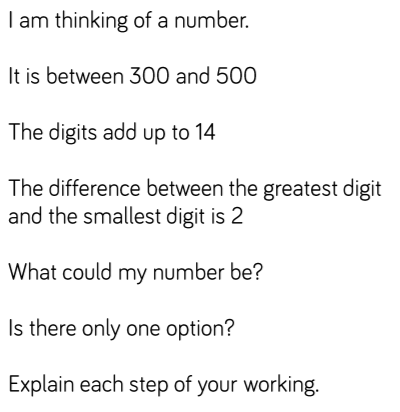 I am thinking of a number.
It is between 300 and 500
The digits add up to 14
The difference between the greatest digit
and the smallest digit is 2
What could my number be?
Is there only one option?
Explain each step of your working.